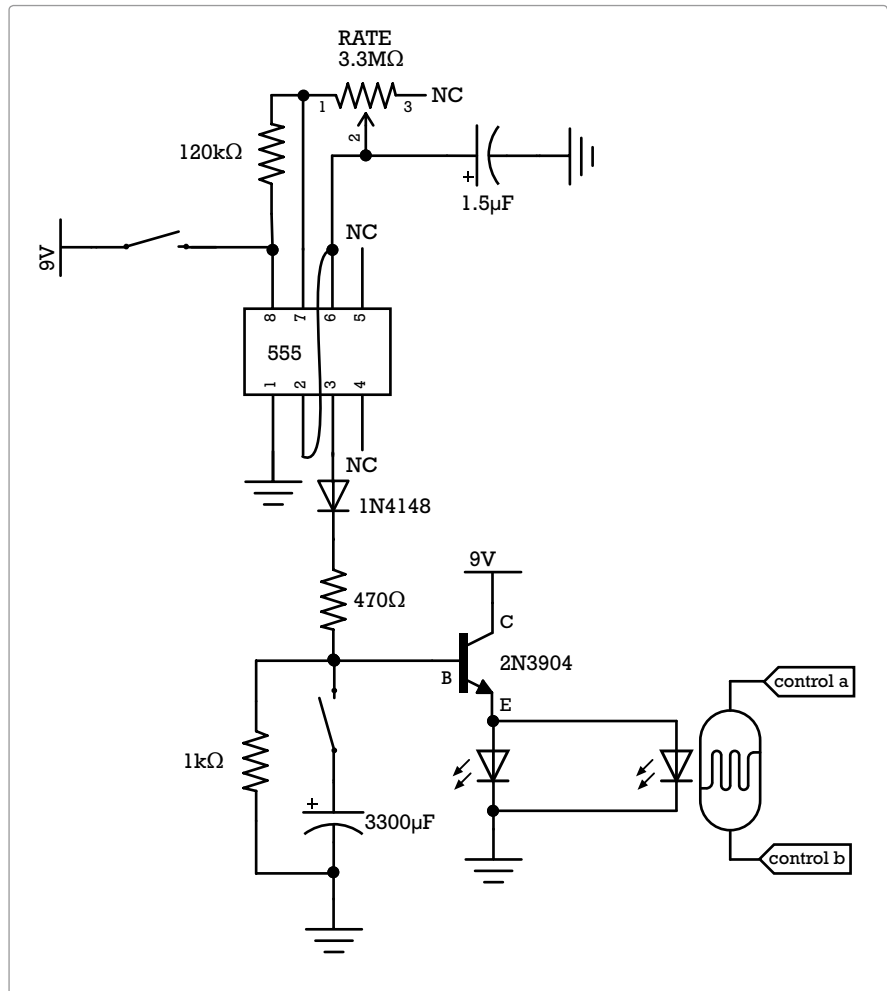 RATE
3.3MΩ
1
3
NC
2
120kΩ
+
1.5µF
9V
NC
8
7
6
5
555
1
2
3
4
NC
1N4148
9V
470Ω
C
2N3904
B
E
control a
1kΩ
+
3300µF
control b